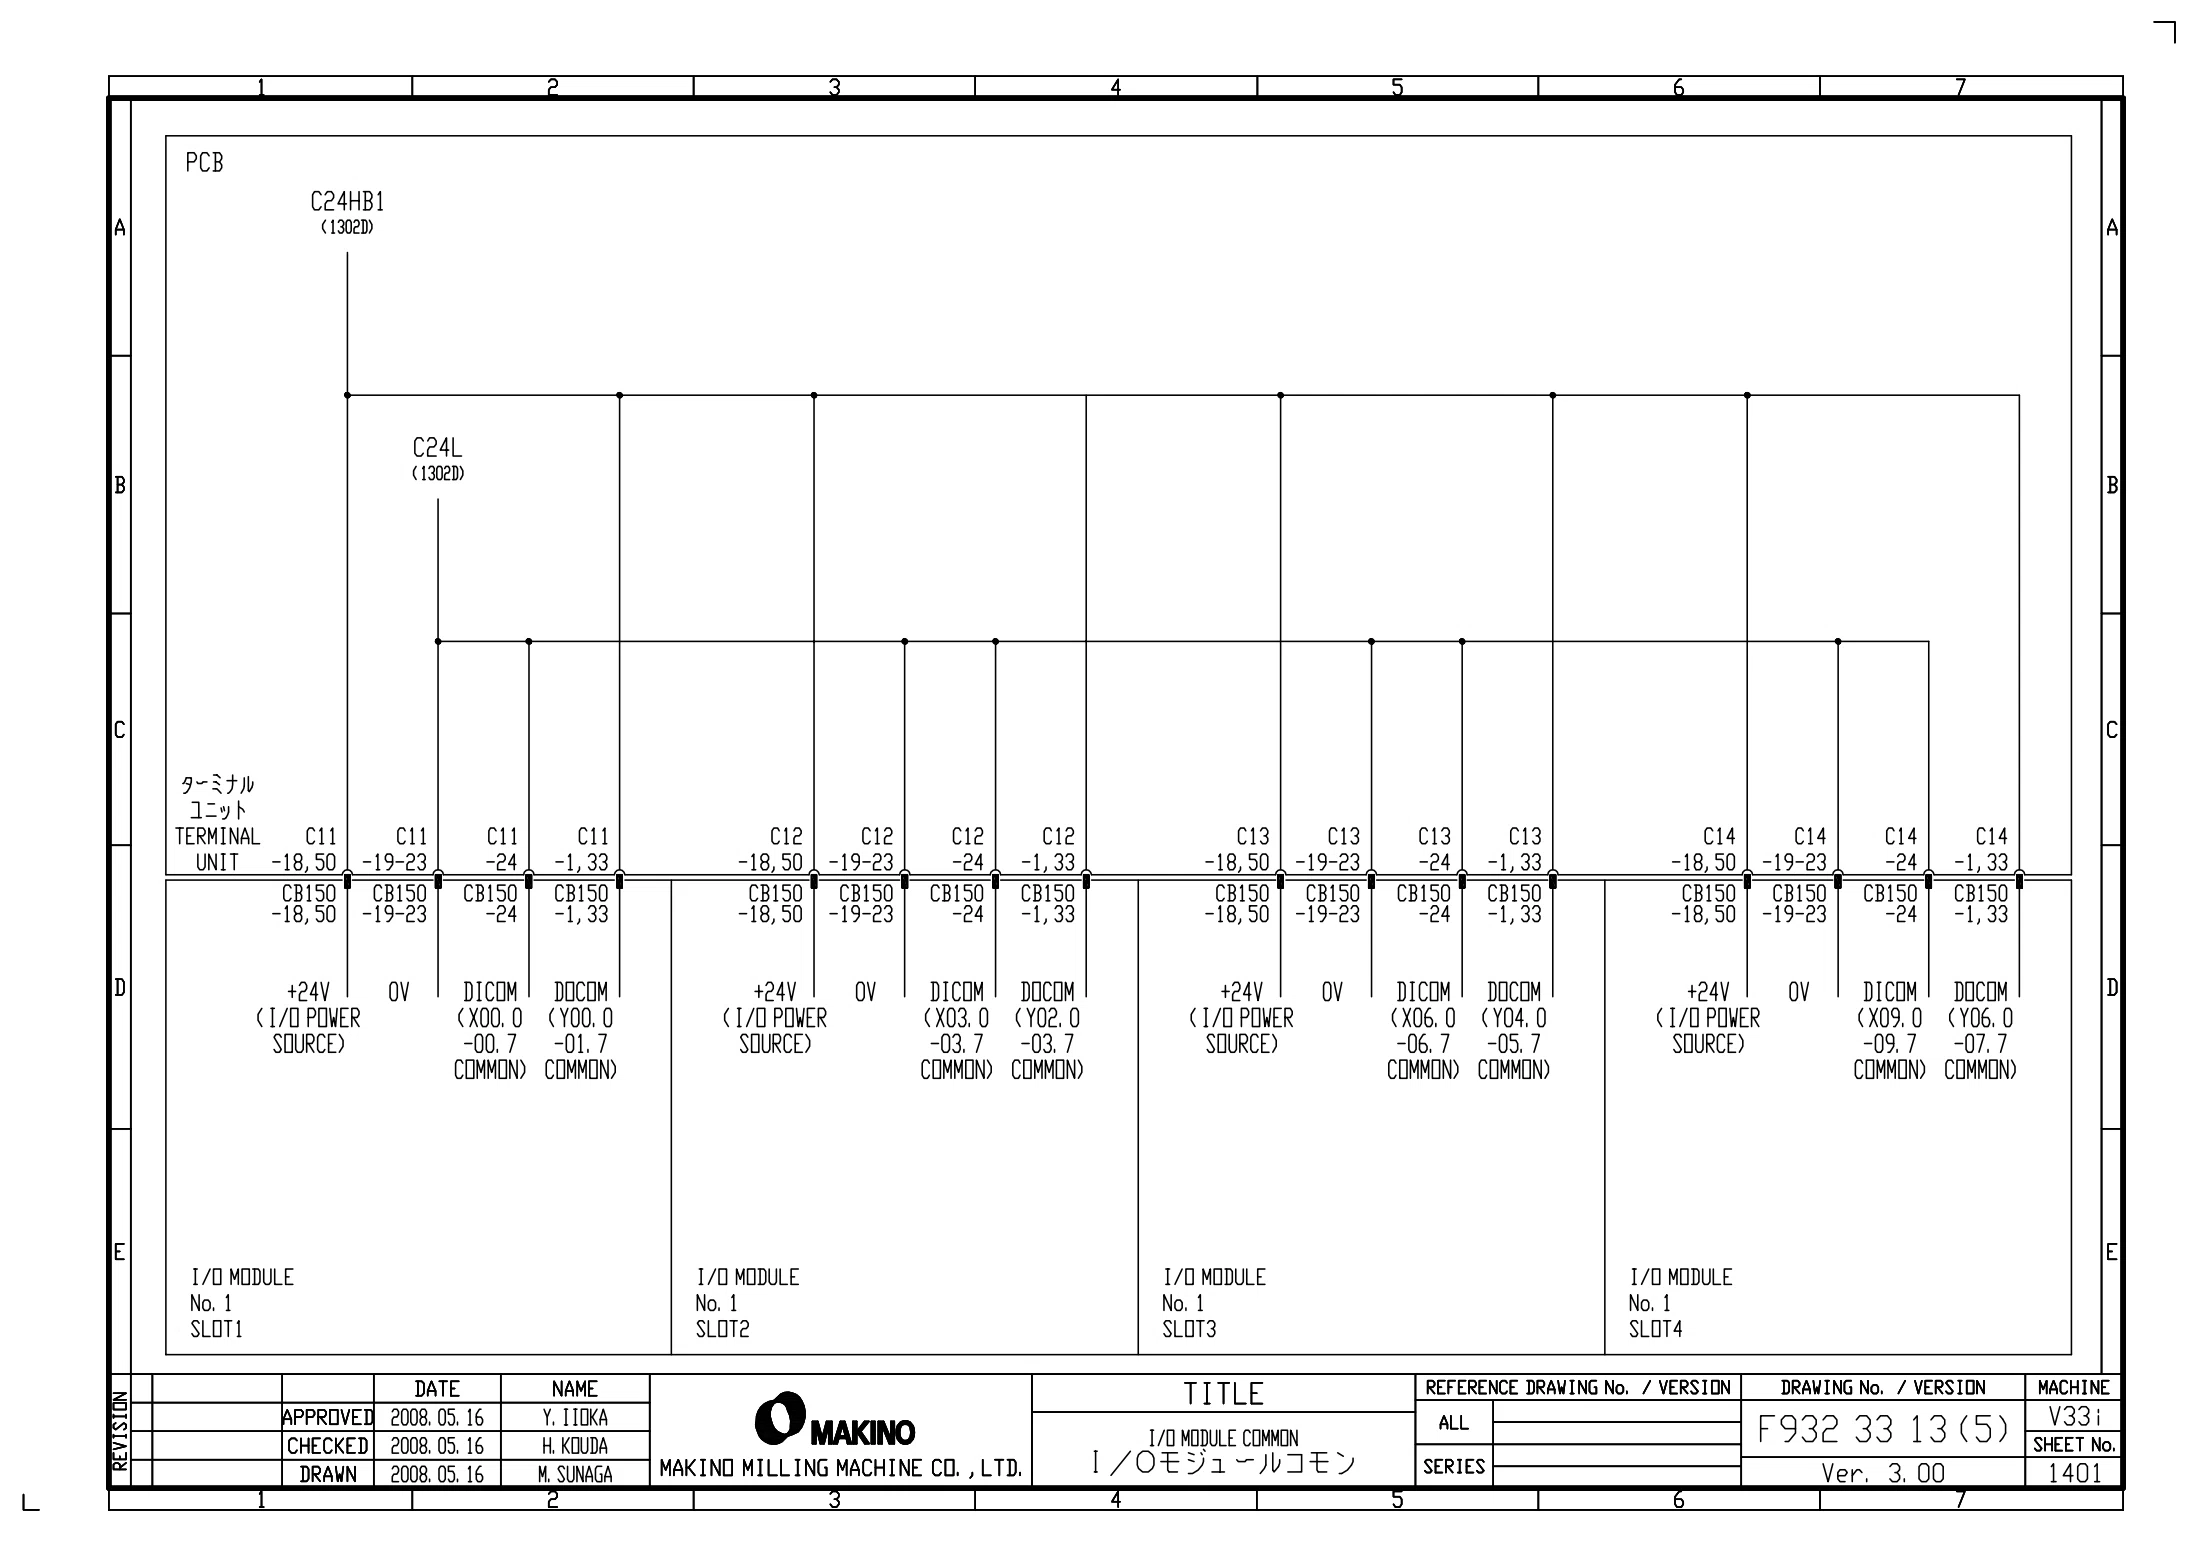 1 2 3 4 5 6 7
PCB
C24HB1
(1302D)
A A
C24L
(1302D)
B B
C C
ターミナル
ユニット
TERMINAL C11 C11 C11 C11 C12 C12 C12 C12 C13 C13 C13 C13 C14 C14 C14 C14
UNIT -18,50 -19-23 -24 -1,33 -18,50 -19-23 -24 -1,33 -18,50 -19-23 -24 -1,33 -18,50 -19-23 -24 -1,33
CB150 CB150 CB150 CB150 CB150 CB150 CB150 CB150 CB150 CB150 CB150 CB150 CB150 CB150 CB150 CB150
-18,50 -19-23 -24 -1,33 -18,50 -19-23 -24 -1,33 -18,50 -19-23 -24 -1,33 -18,50 -19-23 -24 -1,33
D D
+24V 0V DICOM DOCOM +24V 0V DICOM DOCOM +24V 0V DICOM DOCOM +24V 0V DICOM DOCOM
(I/O POWER (X00.0 (Y00.0 (I/O POWER (X03.0 (Y02.0 (I/O POWER (X06.0 (Y04.0 (I/O POWER (X09.0 (Y06.0
SOURCE) -00.7 -01.7 SOURCE) -03.7 -03.7 SOURCE) -06.7 -05.7 SOURCE) -09.7 -07.7
COMMON) COMMON) COMMON) COMMON) COMMON) COMMON) COMMON) COMMON)
E E
I/O MODULE I/O MODULE I/O MODULE I/O MODULE
No. 1 No. 1 No. 1 No. 1
SLOT1 SLOT2 SLOT3 SLOT4
REVISION
DATE NAME
APPROVED 2008.05.16 Y. IIOKA
CHECKED 2008.05.16 H. KOUDA
DRAWN 2008.05.16 M. SUNAGA
MAKINO
MAKINO MILLING MACHINE CO.,LTD.
TITLE
I/O MODULE COMMON
I/Oモジュールコモン
REFERENCE DRAWING No. / VERSION
ALL
SERIES
DRAWING No. / VERSION
F932 33 13(5)
Ver. 3.00
MACHINE
V33i
SHEET No.
1401
1 2 3 4 5 6 7